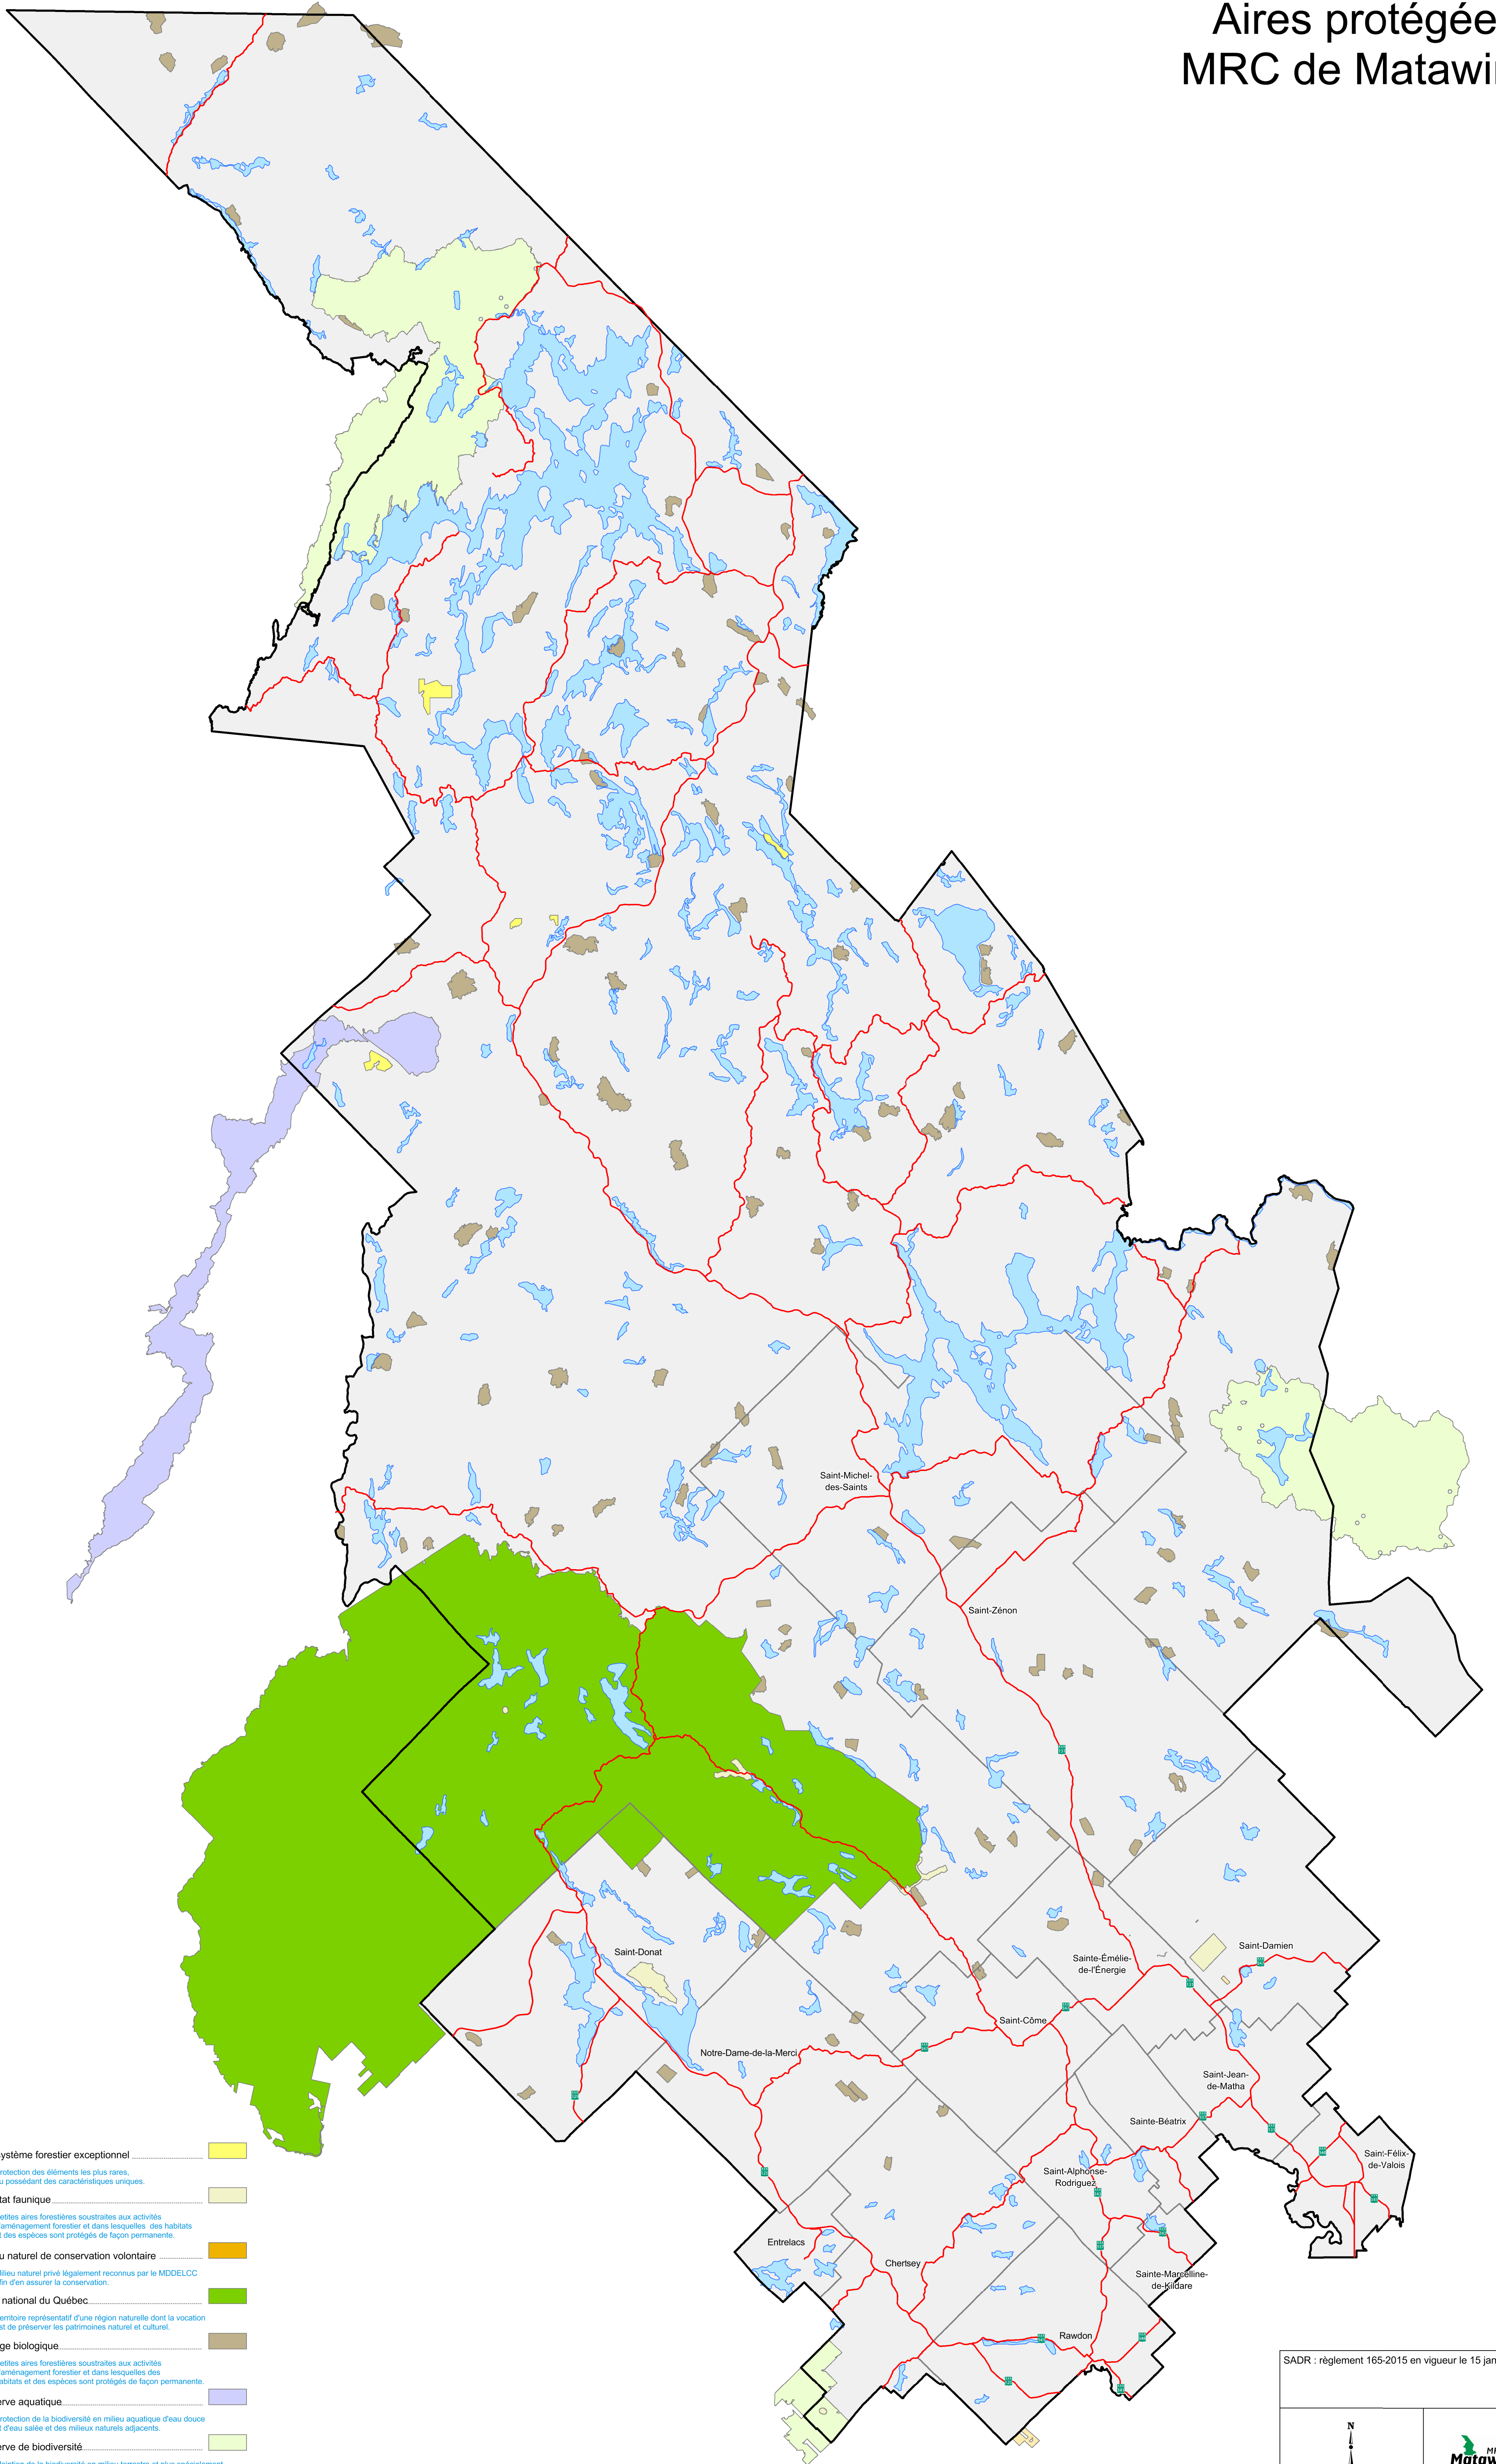 Aires protégée
MRC de Matawi
Saint-Michel-
des-Saints
Saint-Zénon
Saint-Donat
Sainte-Émélie-
de-l'Énergie
Saint-Damien
Saint-Côme
Notre-Dame-de-la-Merci
Saint-Jean-
de-Matha
Sainte-Béatrix
Saint-Félix-
de-Valois
Saint-Alphonse-
Rodriguez
Entrelacs
Chertsey
Sainte-Marcelline-
de-Kildare
Rawdon
système forestier exceptionnel
rotection des éléments les plus rares,
u possédant des caractéristiques uniques.
tat faunique
etites aires forestières soustraites aux activités
'aménagement forestier et dans lesquelles des habitats
t des espèces sont protégés de façon permanente.
u naturel de conservation volontaire
ilieu naturel privé légalement reconnus par le MDDELCC
fin d'en assurer la conservation.
national du Québec
erritoire représentatif d'une région naturelle dont la vocation
st de préserver les patrimoines naturel et culturel.
ge biologique
etites aires forestières soustraites aux activités
'aménagement forestier et dans lesquelles des
abitats et des espèces sont protégés de façon permanente.
erve aquatique
rotection de la biodiversité en milieu aquatique d'eau douce
t d'eau salée et des milieux naturels adjacents.
erve de biodiversité
SADR : règlement 165-2015 en vigueur le 15 jan
N